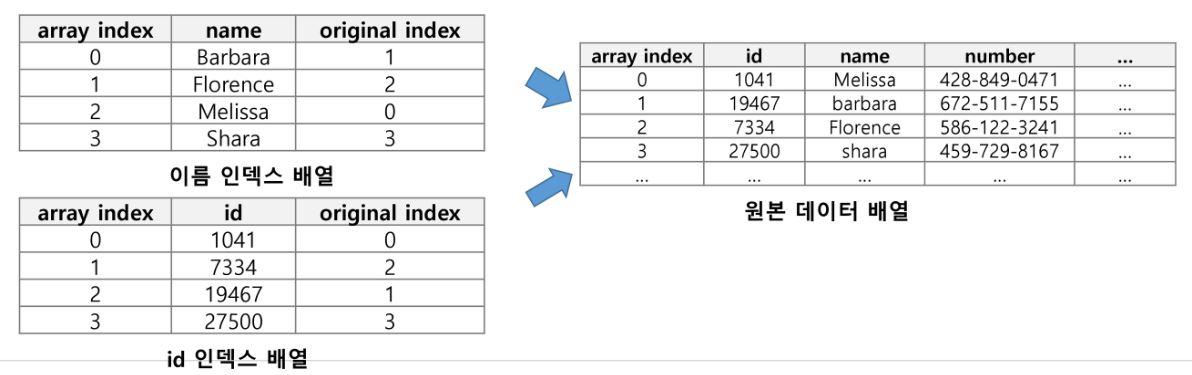 array index name original index
0 Barbara 1
1 Florence 2
2 Melissa 0
3 Shara 3
이름 인덱스 배열
array index id original index
0 1041 0
1 7334 2
2 19467 1
3 27500 3
id 인덱스 배열
array index id name number ...
0 1041 Melissa 428-849-0471 ...
1 19467 barbara 672-511-7155 ...
2 7334 Florence 586-122-3241 ...
3 27500 shara 459-729-8167 ...
... ... ... ... ...
원본 데이터 배열